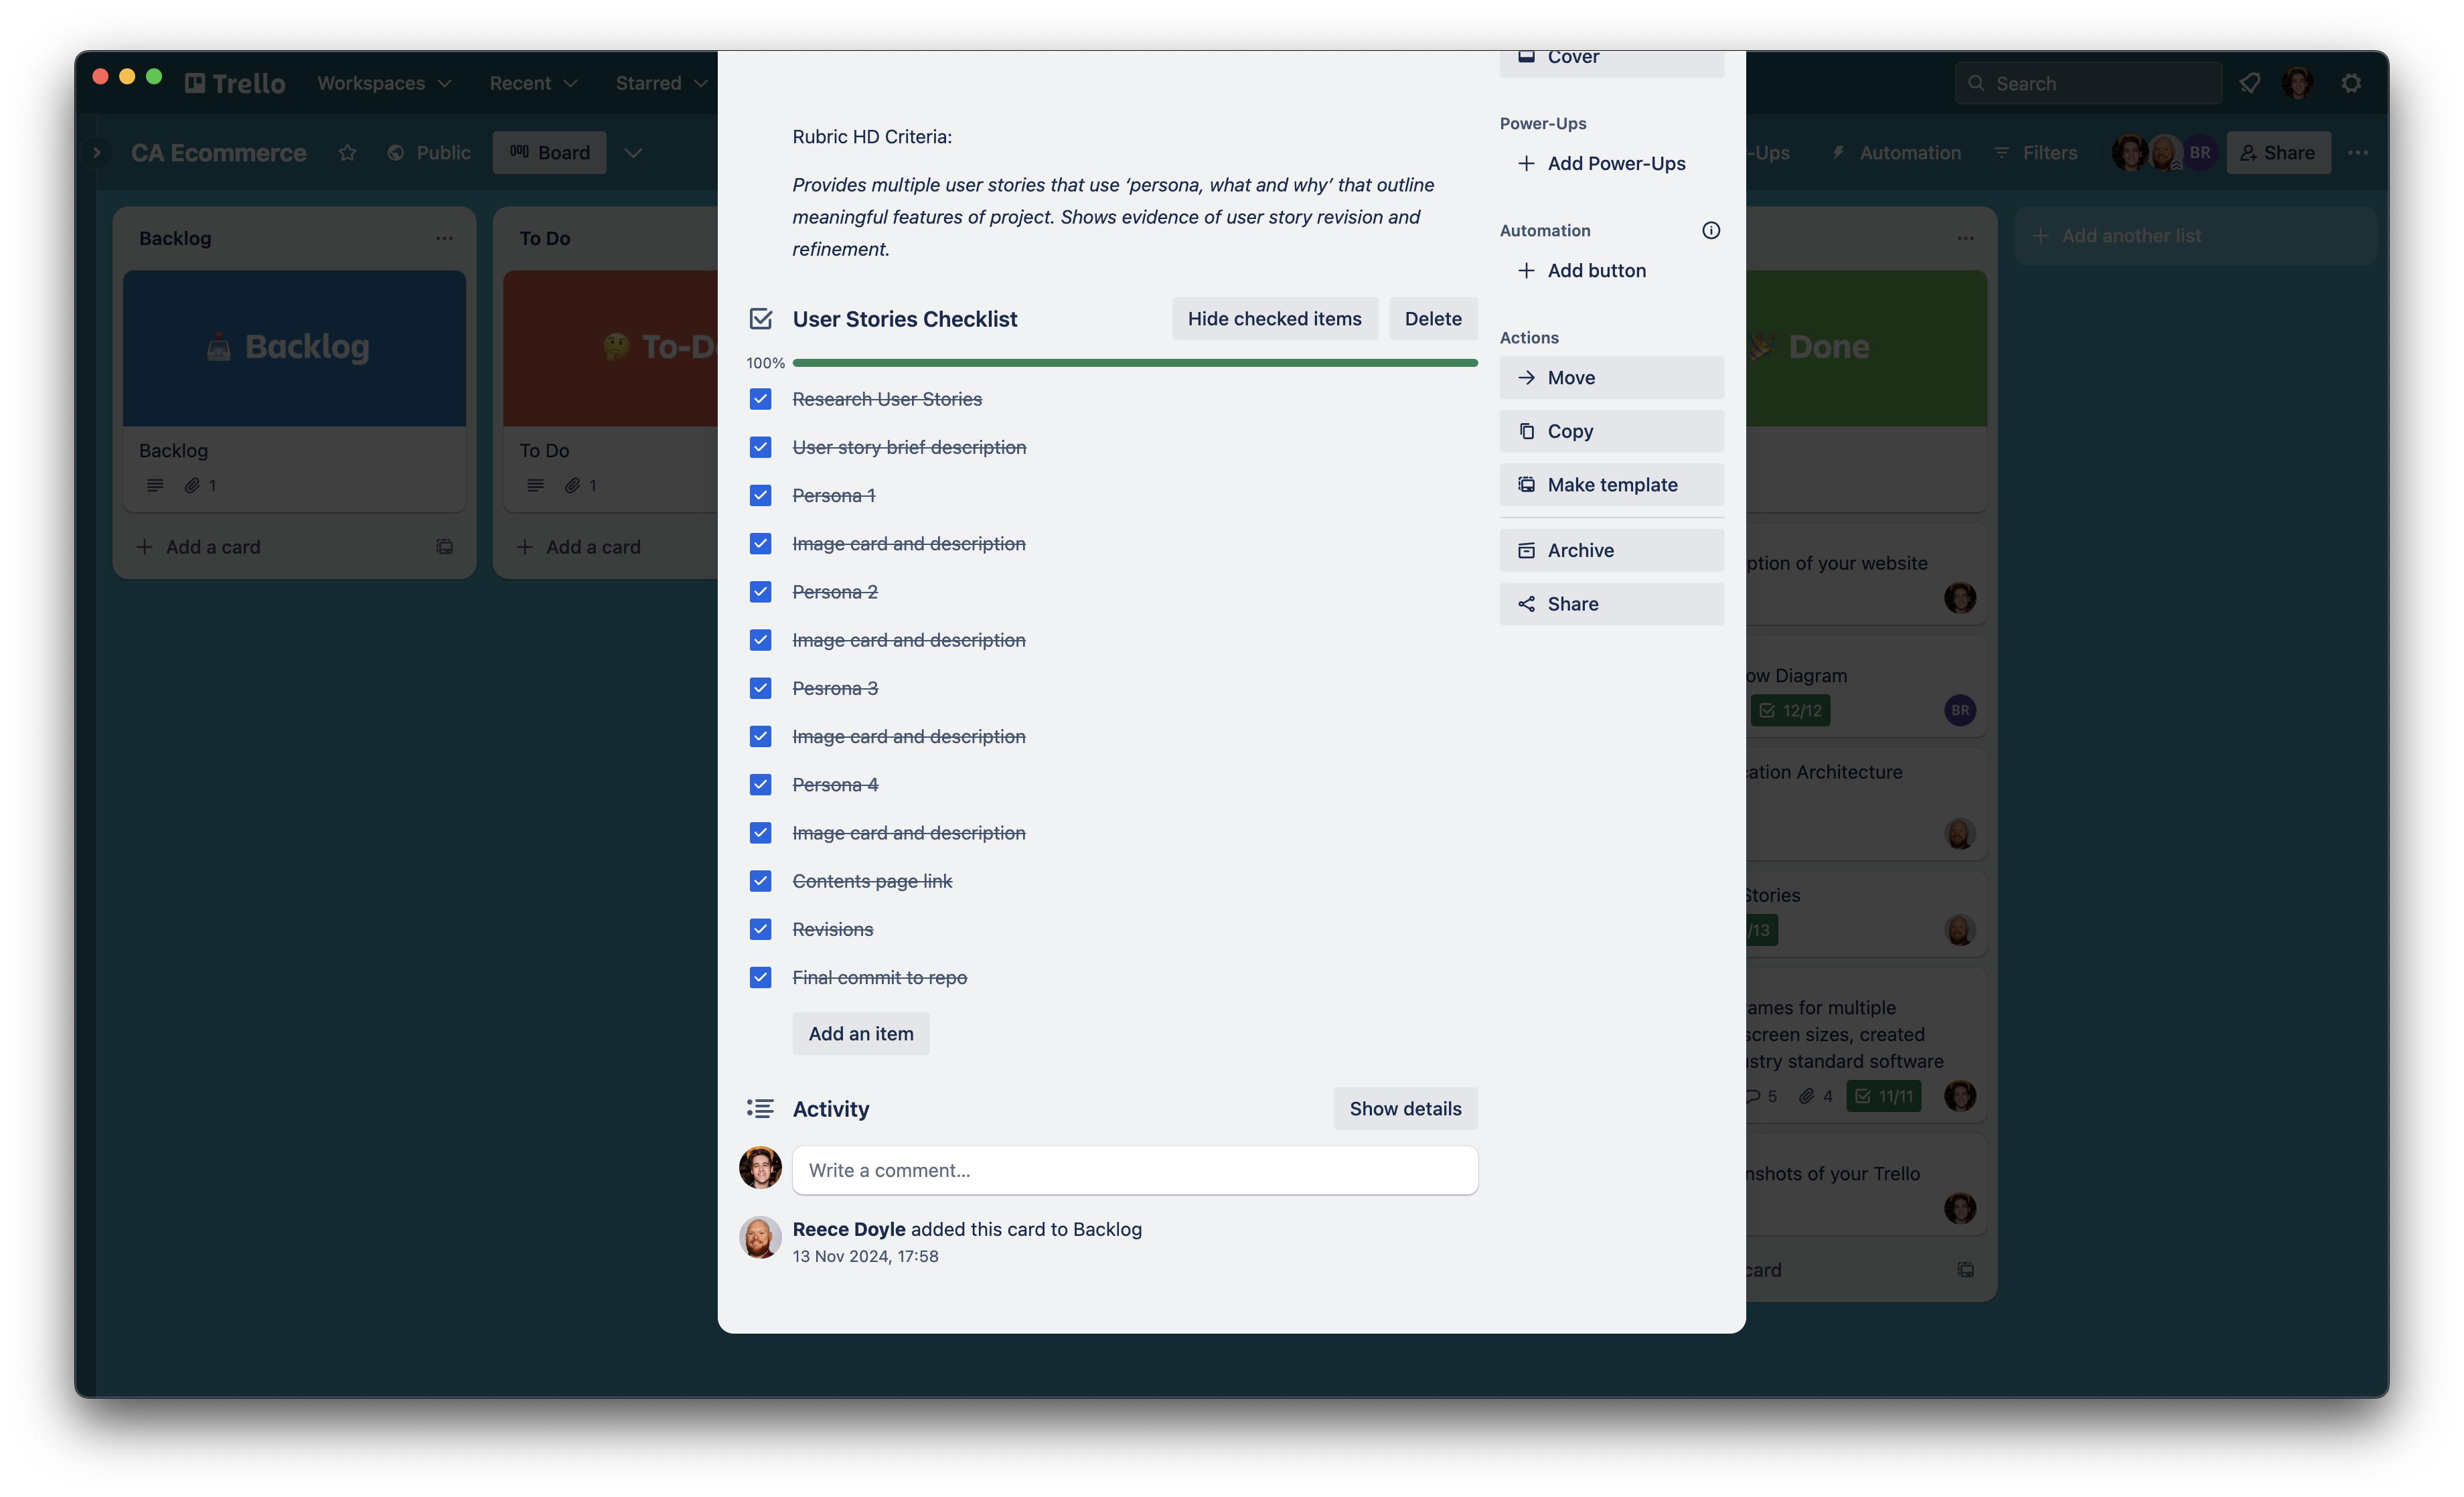 Trello
Workspaces
Recent
Starred
Search
CA Ecommerce
Public
Board
-Ups
Automation
Filters
BR
Share
Backlog
Backlog
Backlog
1
Add a card
To Do
To-D
To Do
1
Add a card
Rubric HD Criteria:
Provides multiple user stories that use ‘persona, what and why’ that outline
meaningful features of project. Shows evidence of user story revision and
refinement.
User Stories Checklist
Hide checked items
Delete
100%
Research User Stories
User story brief description
Persona 1
Image card and description
Persona 2
Image card and description
Pesrona 3
Image card and description
Persona 4
Image card and description
Contents page link
Revisions
Final commit to repo
Add an item
Activity
Show details
Write a comment...
Reece Doyle added this card to Backlog
13 Nov 2024, 17:58
Cover
Power-Ups
Add Power-Ups
Automation
Add button
Actions
Move
Copy
Make template
Archive
Share
Done
ption of your website
ow Diagram
12/12
BR
cation Architecture
Stories
/13
ames for multiple
screen sizes, created
ustry standard software
5
4
11/11
nshots of your Trello
card
Add another list